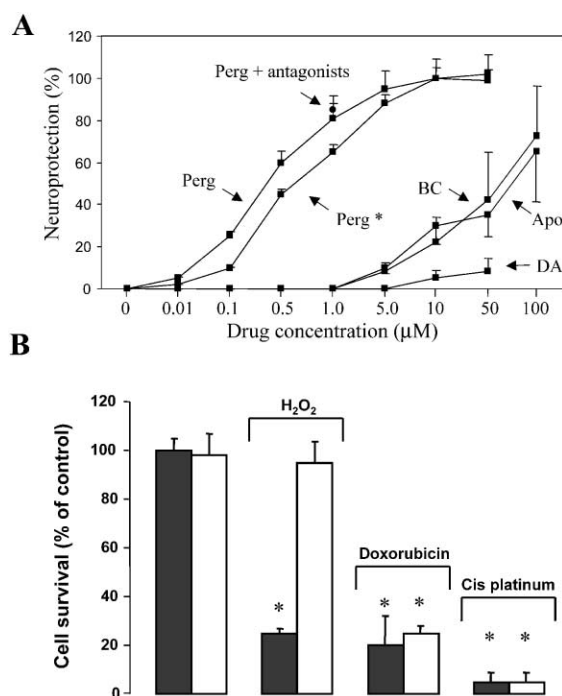 A
120
100
80
60
40
20
0
Neuroprotection (%)
Perg + antagonists
Perg
Perg *
BC
Apo
DA
0 0.01 0.1 0.5 1.0 5.0 10 50 100
Drug concentration (µM)
B
120
100
80
60
40
20
0
Cell survival (% of control)
H₂O₂
Doxorubicin
Cis platinum
*
* *
* *